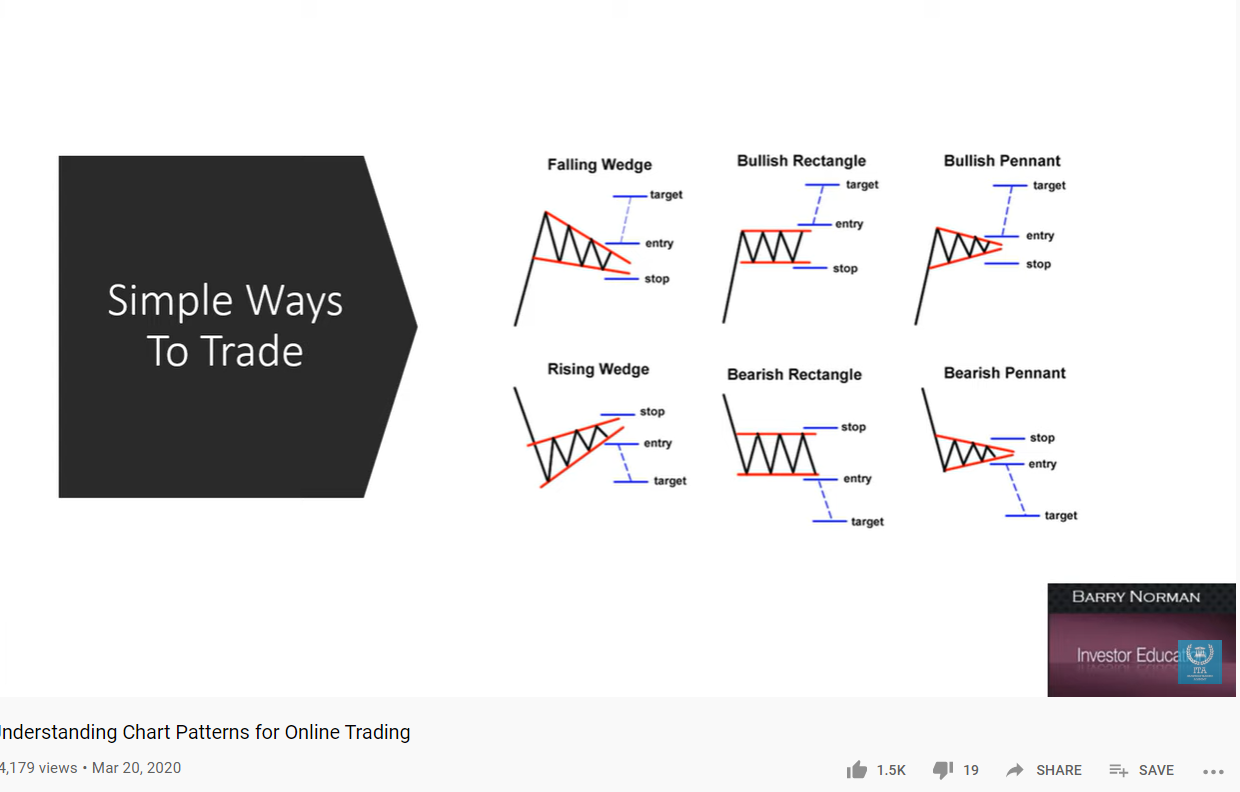 Simple Ways
To Trade
Falling Wedge
target
entry
stop
Bullish Rectangle
target
entry
stop
Bullish Pennant
target
entry
stop
Rising Wedge
stop
entry
target
Bearish Rectangle
stop
entry
target
Bearish Pennant
stop
entry
target
BARRY NORMAN
Investor Educat
ITA
Understanding Chart Patterns for Online Trading
4,179 views • Mar 20, 2020
1.5K
19
SHARE
SAVE